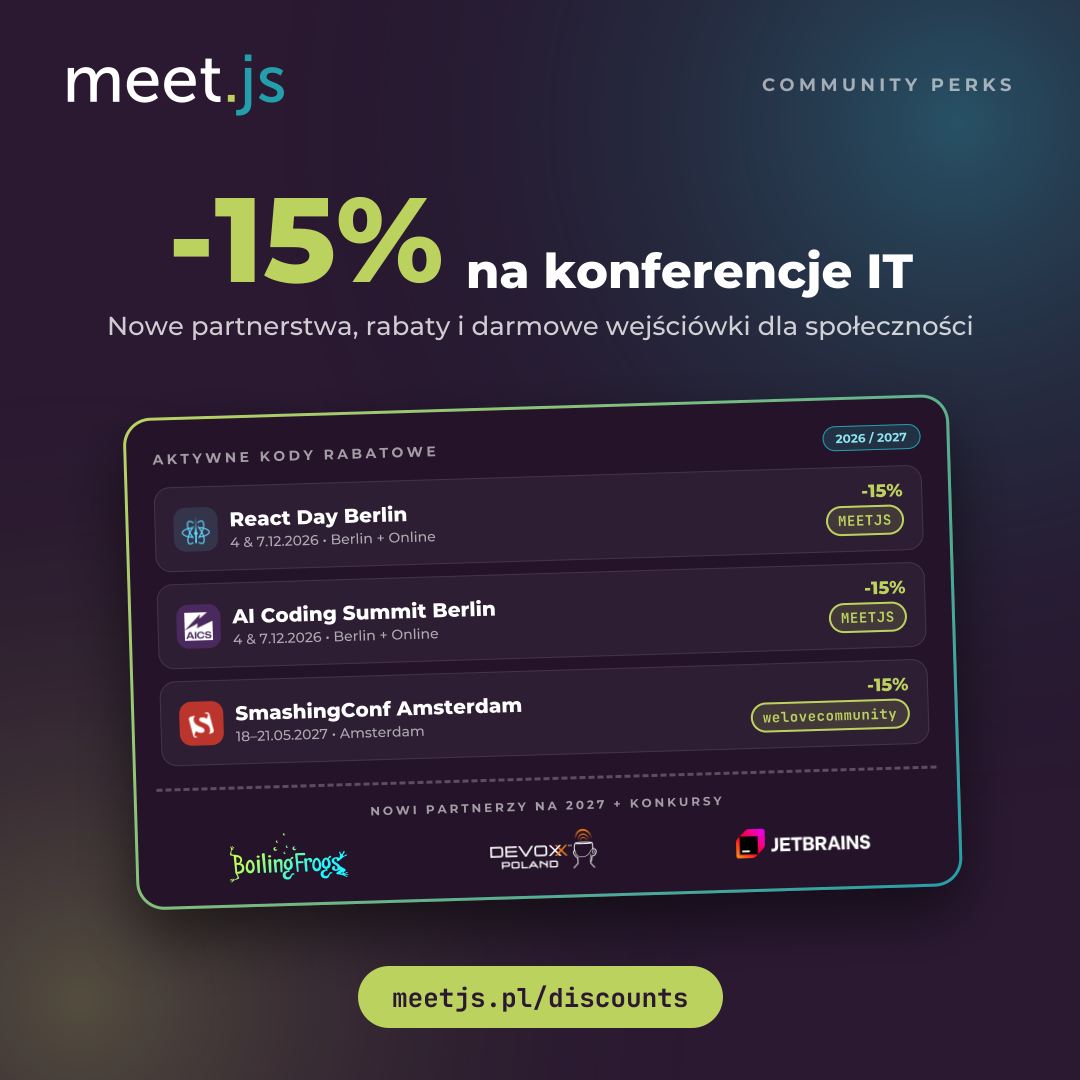 meet.js
COMMUNITY PERKS
-15% na konferencje IT
Nowe partnerstwa, rabaty i darmowe wejściówki dla społeczności
AKTYWNE KODY RABATOWE
2026 / 2027
React Day Berlin
4 & 7.12.2026 • Berlin + Online
-15%
MEETJS
AICS
AI Coding Summit Berlin
4 & 7.12.2026 • Berlin + Online
-15%
MEETJS
SmashingConf Amsterdam
18–21.05.2027 • Amsterdam
-15%
welovecommunity
NOWI PARTNERZY NA 2027 + KONKURSY
BoilingFrogs
DEVOXX™
POLAND
JETBRAINS
meetjs.pl/discounts